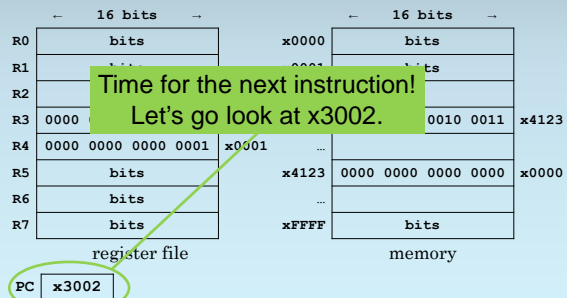 ← 16 bits →
← 16 bits →
R0 bits
x0000 bits
R1 bits
Time for the next instruction!
Let's go look at x3002.
R2
R3 0000
0010 0011 x4123
R4 0000 0000 0000 0001 x0001
…
R5 bits
x4123 0000 0000 0000 0000 x0000
R6 bits
…
R7 bits
xFFFF bits
register file
memory
PC x3002